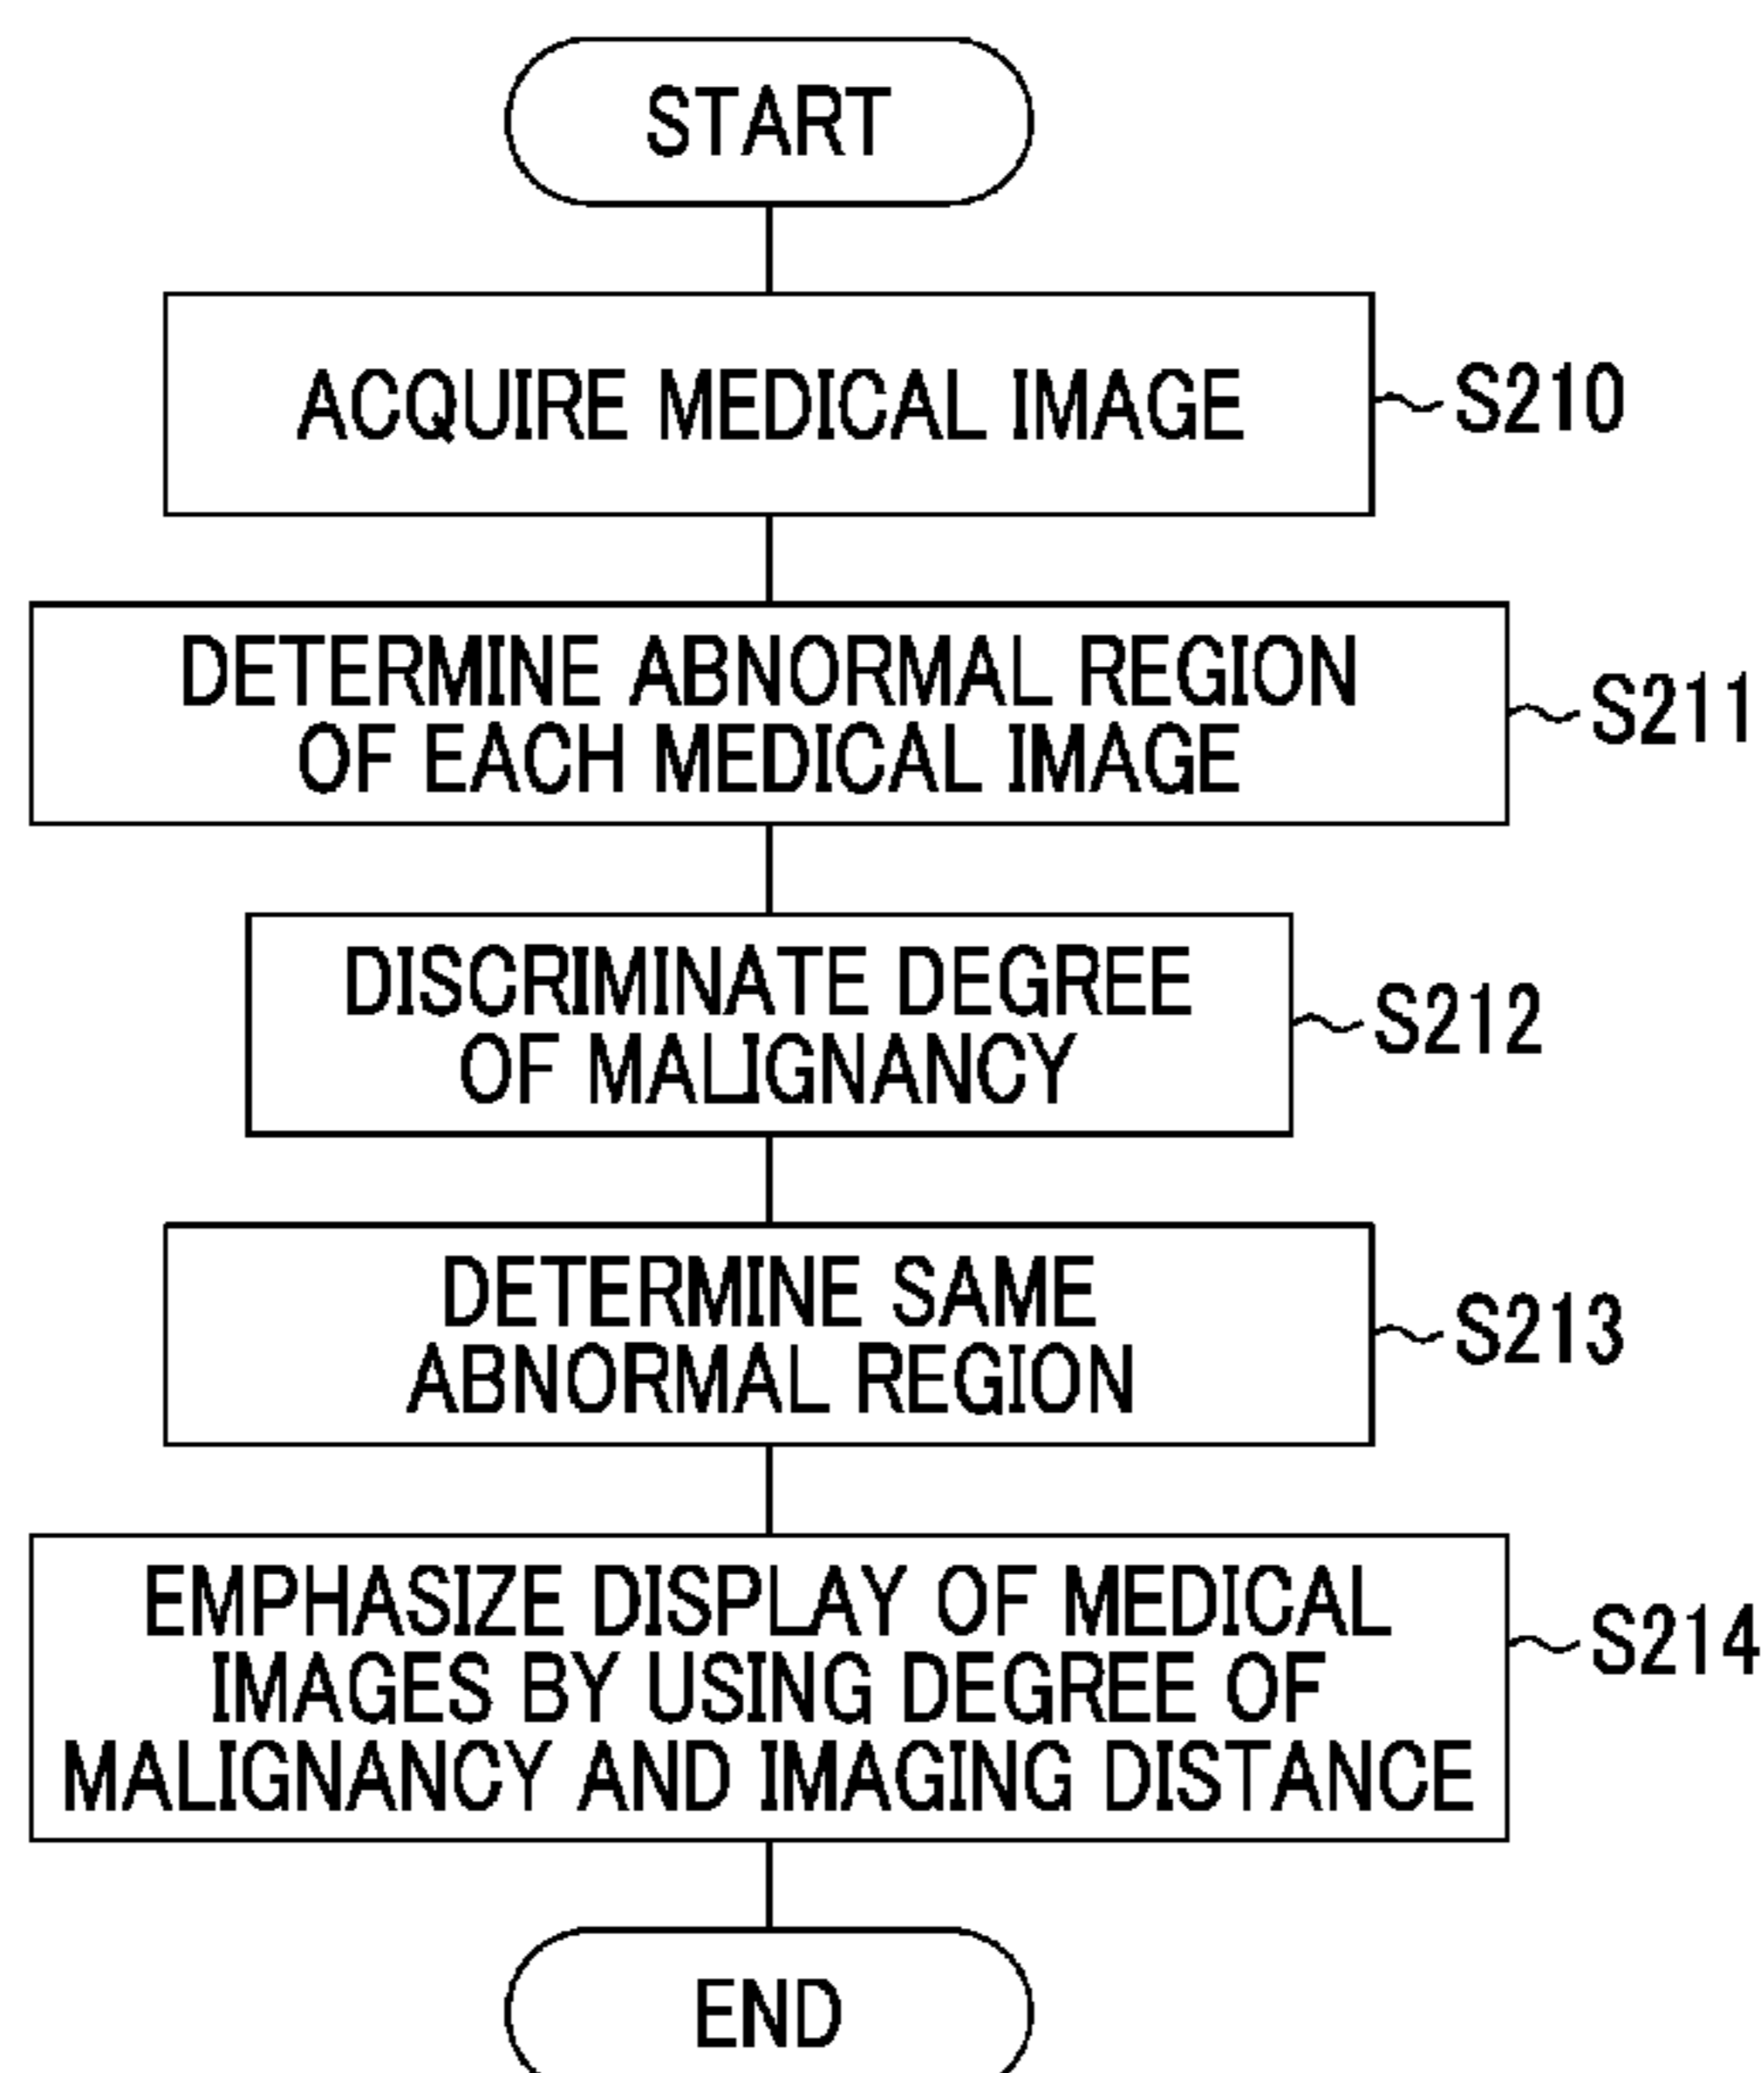 START
ACQUIRE MEDICAL IMAGE
S210
DETERMINE ABNORMAL REGION
OF EACH MEDICAL IMAGE
S211
DISCRIMINATE DEGREE
OF MALIGNANCY
S212
DETERMINE SAME
ABNORMAL REGION
S213
EMPHASIZE DISPLAY OF MEDICAL
IMAGES BY USING DEGREE OF
MALIGNANCY AND IMAGING DISTANCE
S214
END